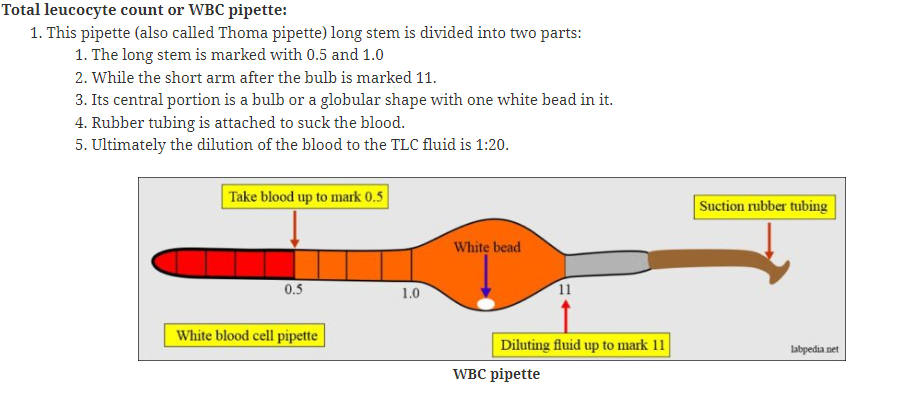 Total leucocyte count or WBC pipette:
1. This pipette (also called Thoma pipette) long stem is divided into two parts:
1. The long stem is marked with 0.5 and 1.0
2. While the short arm after the bulb is marked 11.
3. Its central portion is a bulb or a globular shape with one white bead in it.
4. Rubber tubing is attached to suck the blood.
5. Ultimately the dilution of the blood to the TLC fluid is 1:20.
Take blood up to mark 0.5
Suction rubber tubing
White bead
0.5
1.0
11
White blood cell pipette
Diluting fluid up to mark 11
labpedia.net
WBC pipette